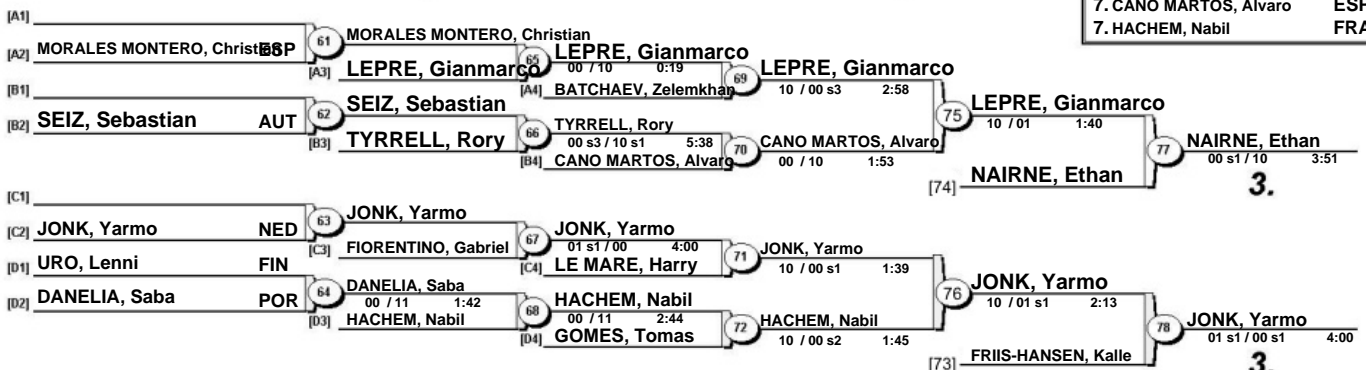 7. CANO MARTOS, Alvaro ESP
7. HACHEM, Nabil FRA
[A1]
[A2] MORALES MONTERO, Christian ESP
61 MORALES MONTERO, Christian
[A3] LEPRE, Gianmarco
65 LEPRE, Gianmarco
00 / 10 0:19
[A4] BATCHAEV, Zelemkhan
69 LEPRE, Gianmarco
10 / 00 s3 2:58
[B1]
[B2] SEIZ, Sebastian AUT
62 SEIZ, Sebastian
[B3] TYRRELL, Rory
66 TYRRELL, Rory
00 s3 / 10 s1 5:38
[B4] CANO MARTOS, Alvaro
70 CANO MARTOS, Alvaro
00 / 10 1:53
75 LEPRE, Gianmarco
10 / 01 1:40
[74] NAIRNE, Ethan
77 NAIRNE, Ethan
00 s1 / 10 3:51
3.
[C1]
[C2] JONK, Yarmo NED
63 JONK, Yarmo
[C3] FIORENTINO, Gabriel
67 JONK, Yarmo
01 s1 / 00 4:00
[C4] LE MARE, Harry
71 JONK, Yarmo
10 / 00 s1 1:39
[D1] URO, Lenni FIN
[D2] DANELIA, Saba POR
64 DANELIA, Saba
00 / 11 1:42
[D3] HACHEM, Nabil
68 HACHEM, Nabil
00 / 11 2:44
[D4] GOMES, Tomas
72 HACHEM, Nabil
10 / 00 s2 1:45
76 JONK, Yarmo
10 / 01 s1 2:13
[73] FRIIS-HANSEN, Kalle
78 JONK, Yarmo
01 s1 / 00 s1 4:00
3.